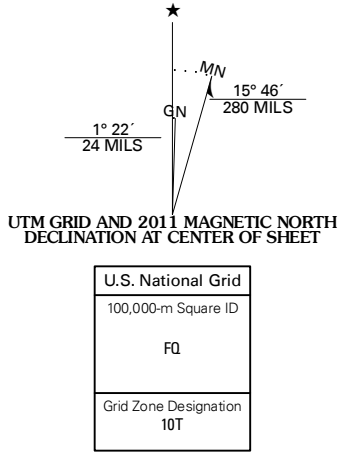 ★
MN
15° 46´
280 MILS
GN
1° 22´
24 MILS
UTM GRID AND 2011 MAGNETIC NORTH
DECLINATION AT CENTER OF SHEET
U.S. National Grid
100,000-m Square ID
FQ
Grid Zone Designation
10T